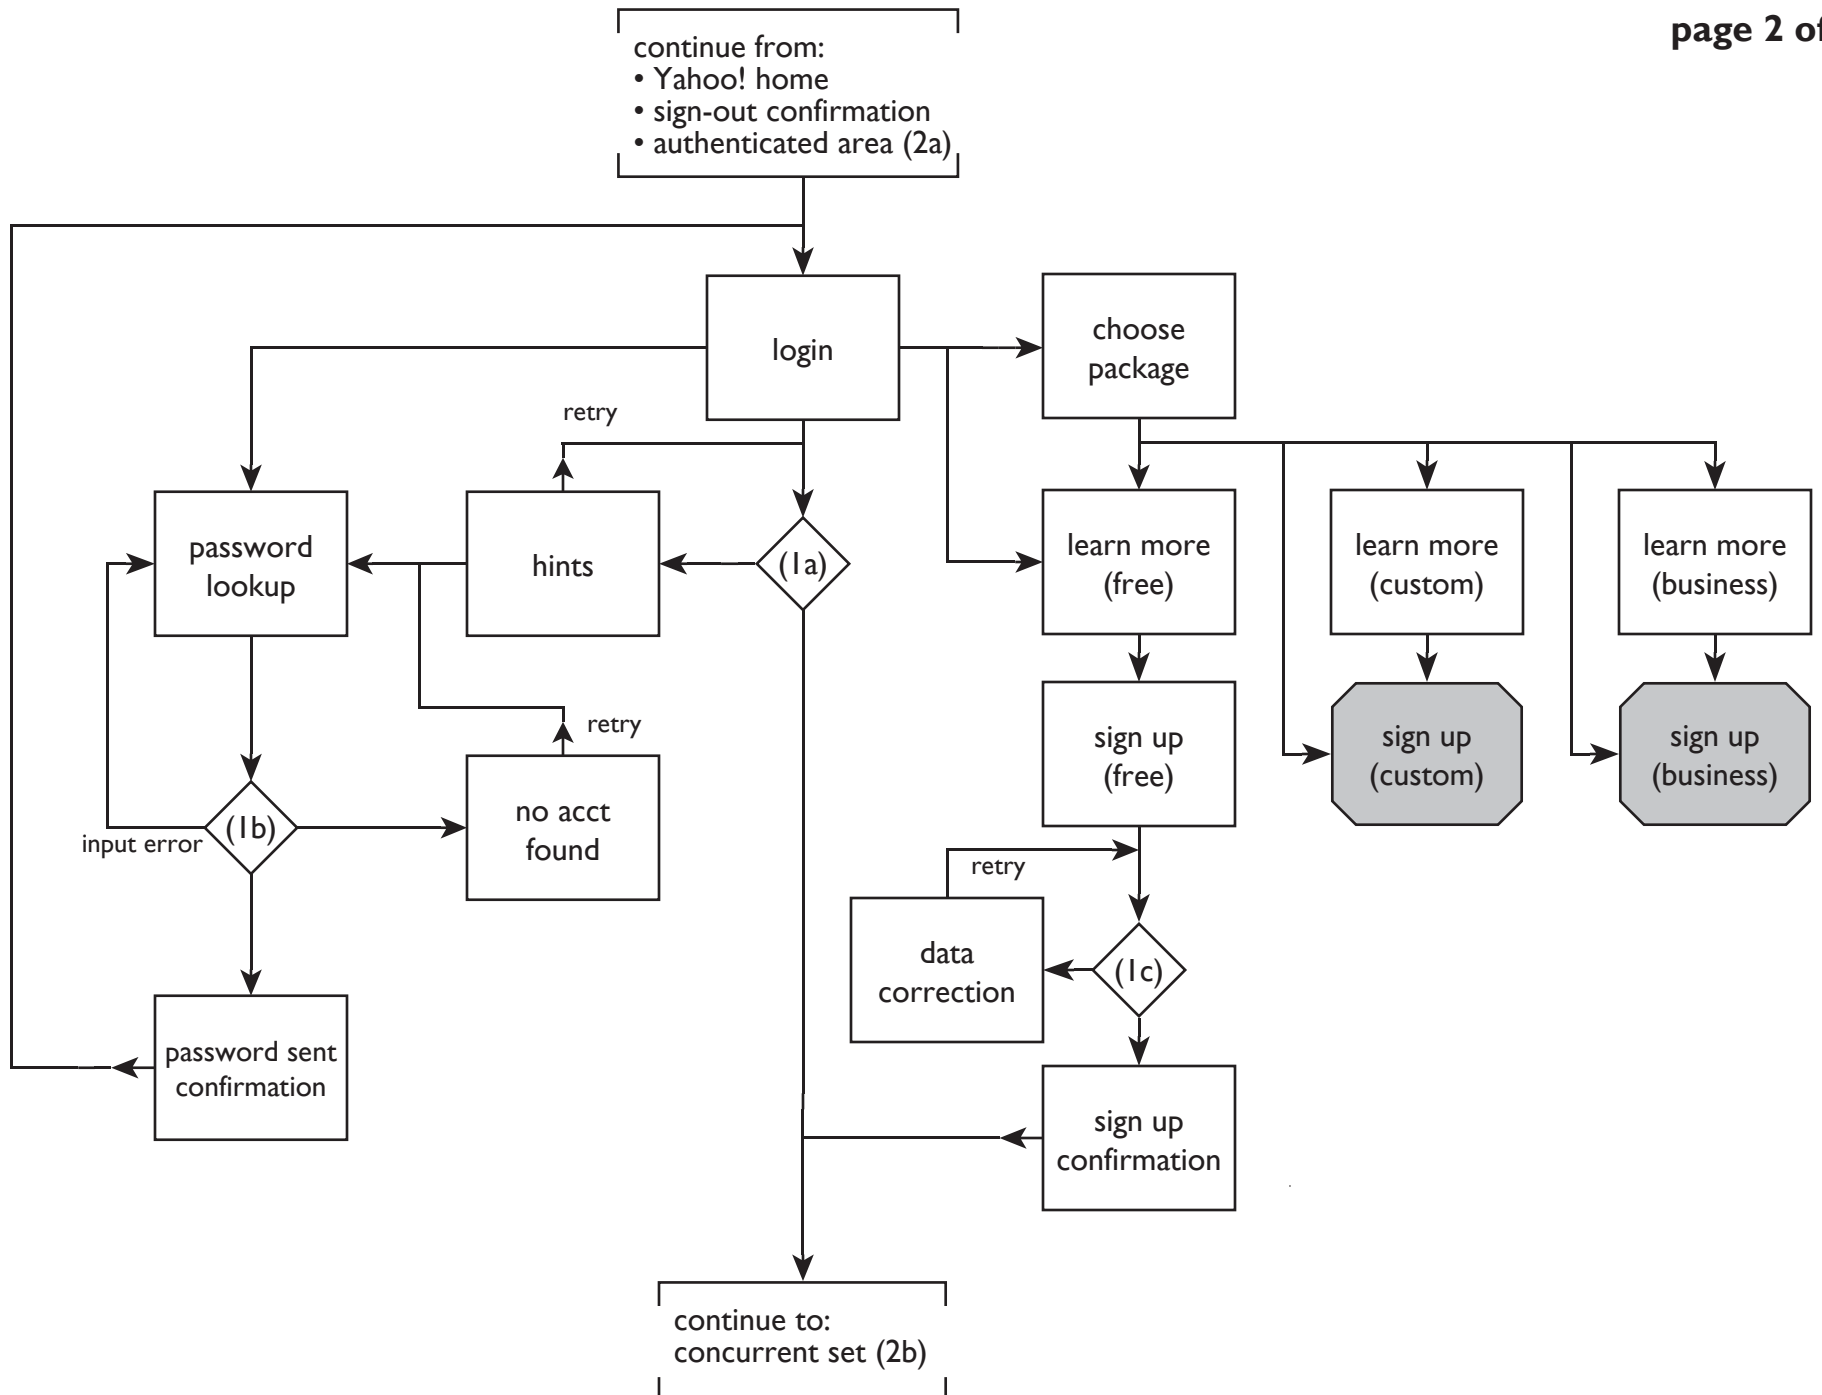 page 2 of
continue from:
• Yahoo! home
• sign-out confirmation
• authenticated area (2a)
login
choose
package
retry
password
lookup
hints
(1a)
learn more
(free)
learn more
(custom)
learn more
(business)
retry
sign up
(free)
sign up
(custom)
sign up
(business)
input error
(1b)
no acct
found
retry
data
correction
(1c)
password sent
confirmation
sign up
confirmation
continue to:
concurrent set (2b)